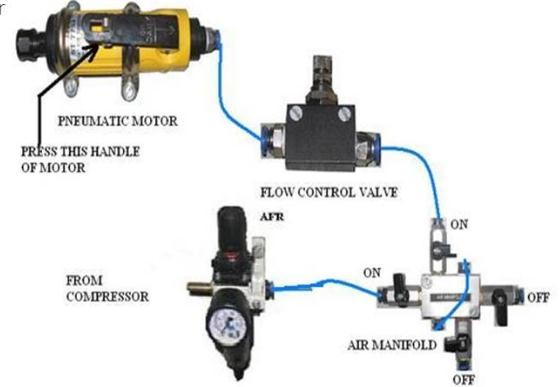 r
PNEUMATIC MOTOR
PRESS THIS HANDLE
OF MOTOR
FLOW CONTROL VALVE
AFR
ON
FROM
COMPRESSOR
ON
OFF
AIR MANIFOLD
OFF